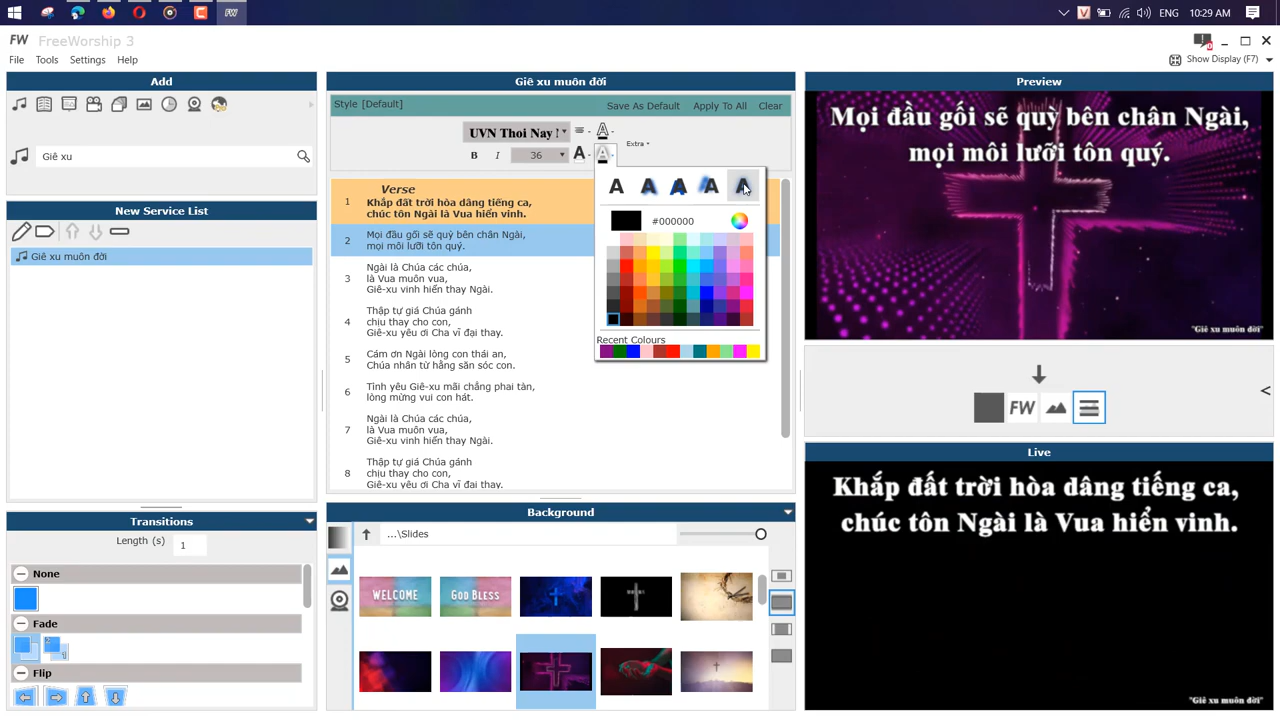 ENG
10:29 AM
FW FreeWorship 3
File Tools Settings Help
Show Display (F7)
Add
Giê xu
New Service List
Giê xu muôn đời
Transitions
Length (s) 1
None
Fade
Flip
Giê xu muôn đời
Style [Default]
Save As Default Apply To All Clear
UVN Thoi Nay
B I 36
Extra
#000000
Recent Colours
Verse
1
Khắp đất trời hòa dâng tiếng ca,
chúc tôn Ngài là Vua hiển vinh.
2
Mọi đầu gối sẽ quỳ bên chân Ngài,
mọi môi lưỡi tôn quý.
3
Ngài là Chúa các chúa,
là Vua muôn vua,
Giê-xu vinh hiển thay Ngài.
4
Thập tự giá Chúa gánh
chịu thay cho con,
Giê-xu yêu ơi Cha vĩ đại thay.
5
Cám ơn Ngài lòng con thái an,
Chúa nhân từ hằng săn sóc con.
6
Tình yêu Giê-xu mãi chẳng phai tàn,
lòng mừng vui con hát.
7
Ngài là Chúa các chúa,
là Vua muôn vua,
Giê-xu vinh hiển thay Ngài.
8
Thập tự giá Chúa gánh
chịu thay cho con,
Giê-xu yêu ơi Cha vĩ đại thay.
Background
...\Slides
WELCOME
GOD BLESS
Preview
Mọi đầu gối sẽ quỳ bên chân Ngài,
mọi môi lưỡi tôn quý.
"Giê xu muôn đời"
FW
<
Live
Khắp đất trời hòa dâng tiếng ca,
chúc tôn Ngài là Vua hiển vinh.
"Giê xu muôn đời"